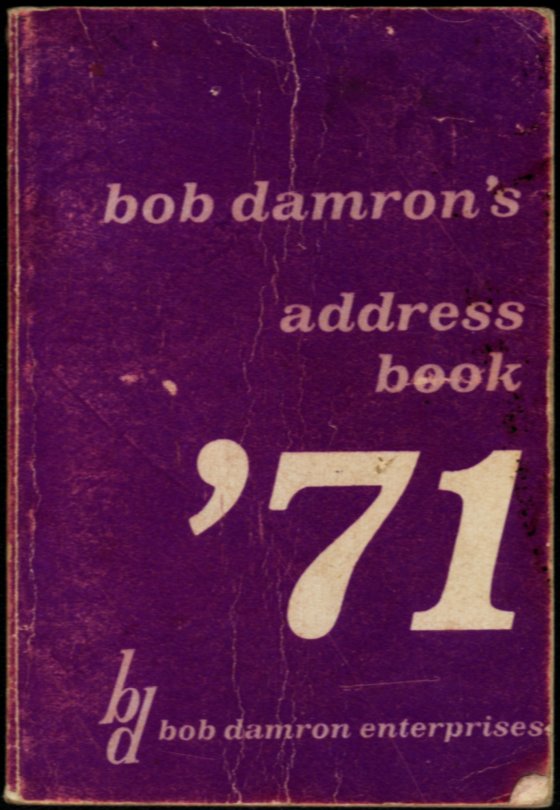 bob damron's
address
book
'71
bd
bob damron enterprises